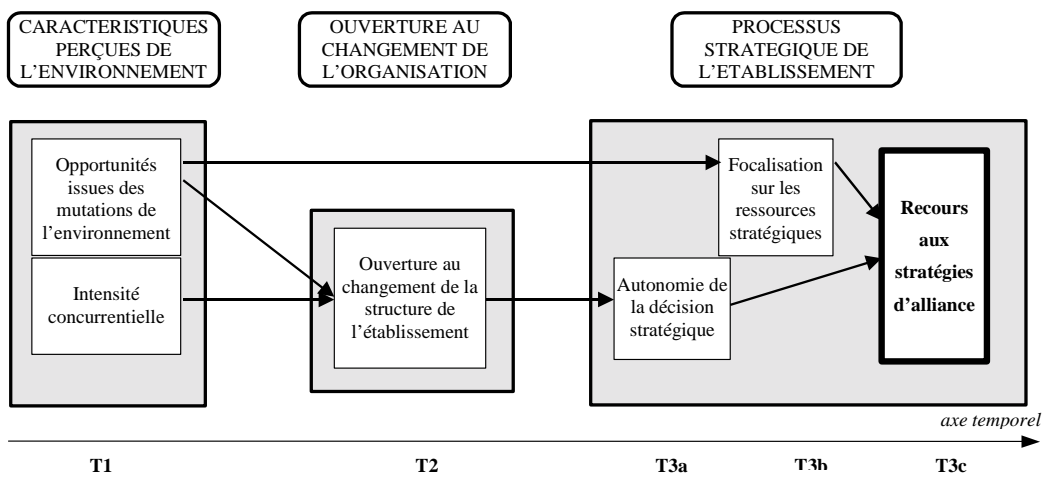 CARACTERISTIQUES
PERÇUES DE
L’ENVIRONNEMENT
OUVERTURE AU
CHANGEMENT DE
L’ORGANISATION
PROCESSUS
STRATEGIQUE DE
L’ETABLISSEMENT
Opportunités
issues des
mutations de
l’environnement
Intensité
concurrentielle
Ouverture au
changement de la
structure de
l’établissement
Focalisation
sur les
ressources
stratégiques
Autonomie de
la décision
stratégique
Recours
aux
stratégies
d’alliance
axe temporel
T1
T2
T3a
T3b
T3c